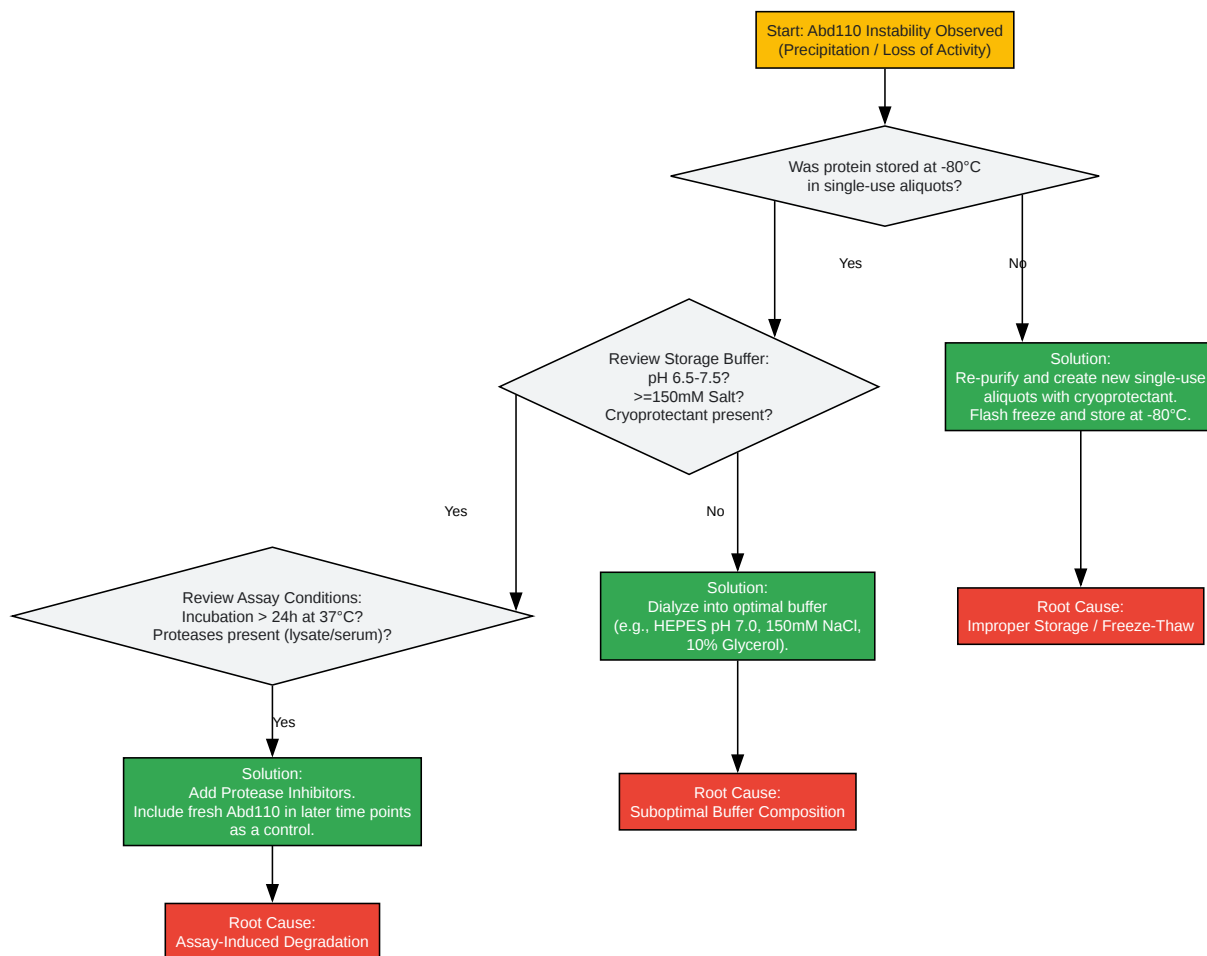 Start: Abd110 Instability Observed
(Precipitation / Loss of Activity)
Was protein stored at -80°C
in single-use aliquots?
Yes
No
Review Storage Buffer:
pH 6.5-7.5?
>=150mM Salt?
Cryoprotectant present?
Solution:
Re-purify and create new single-use
aliquots with cryoprotectant.
Flash freeze and store at -80°C.
Yes
No
Review Assay Conditions:
Incubation > 24h at 37°C?
Proteases present (lysate/serum)?
Solution:
Dialyze into optimal buffer
(e.g., HEPES pH 7.0, 150mM NaCl,
10% Glycerol).
Root Cause:
Improper Storage / Freeze-Thaw
Yes
Solution:
Add Protease Inhibitors.
Include fresh Abd110 in later time points
as a control.
Root Cause:
Suboptimal Buffer Composition
Root Cause:
Assay-Induced Degradation